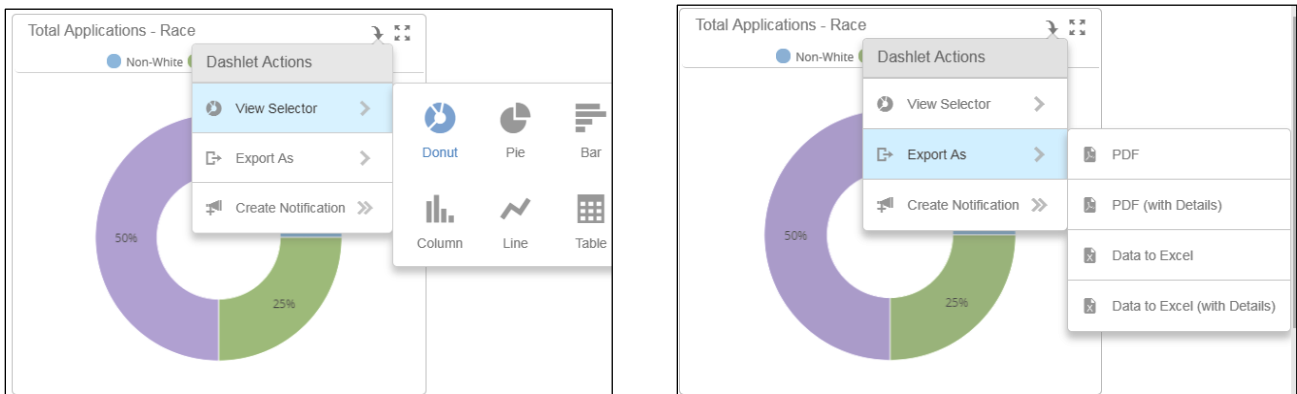 Total Applications - Race
Non-White
Dashlet Actions
View Selector
Export As
Create Notification
Donut
Pie
Bar
Column
Line
Table
50%
25%
Total Applications - Race
Non-White
Dashlet Actions
View Selector
Export As
Create Notification
PDF
PDF (with Details)
Data to Excel
Data to Excel (with Details)
50%
25%